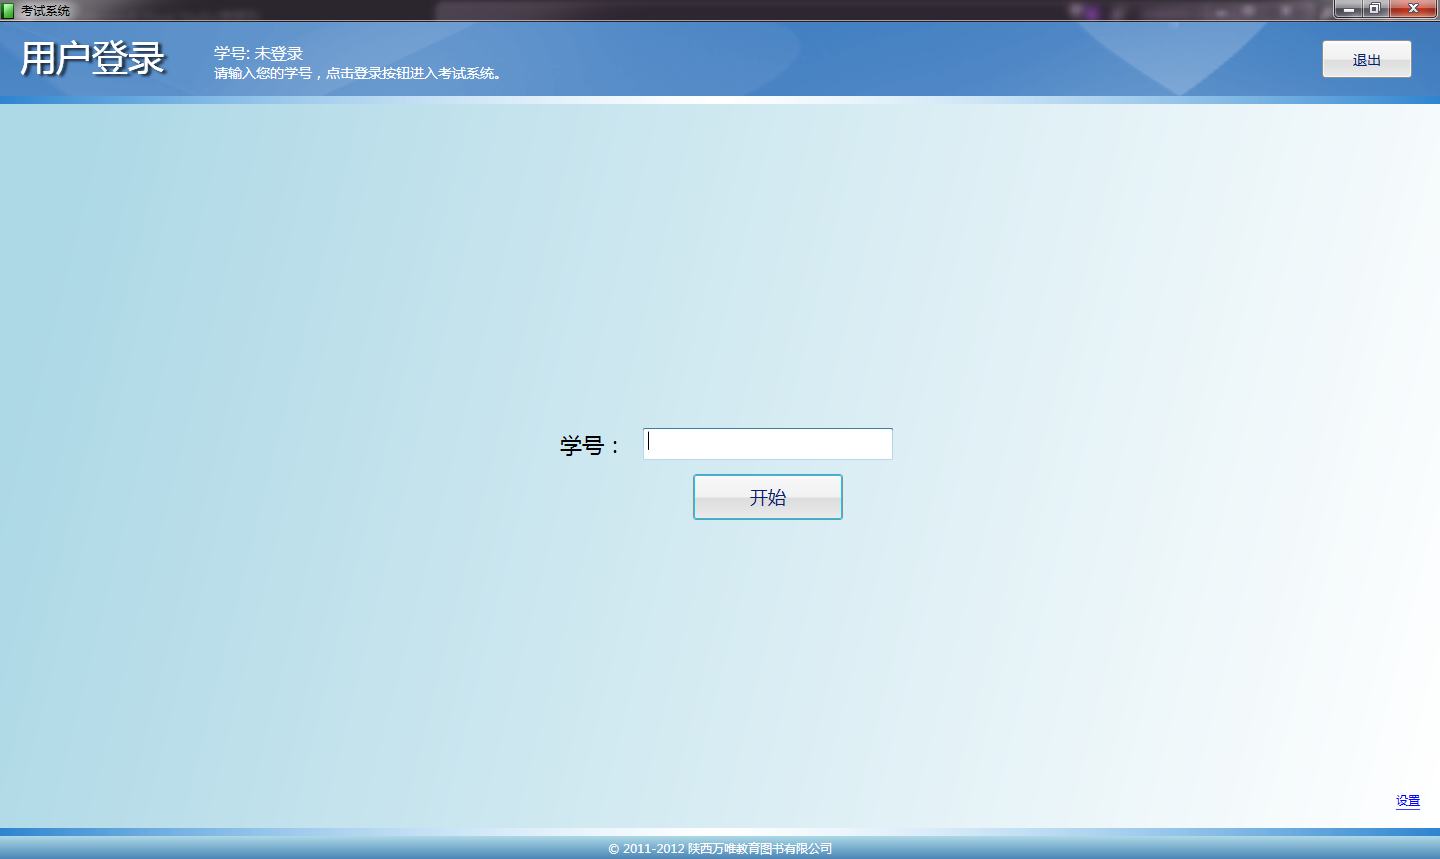 考试系统
用户登录
学号: 未登录
请输入您的学号，点击登录按钮进入考试系统。
退出
学号：
开始
设置
© 2011-2012 陕西万唯教育图书有限公司